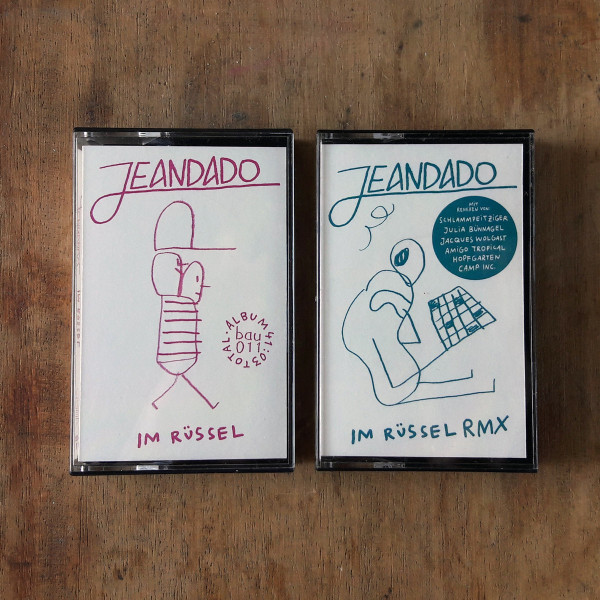 JEANDADO
TOTAL·ALBUM 41:03
bau
011
IM RÜSSEL
JEANDADO
MIT
REMIXEN VON:
SCHLAMMPEITZIGER
JULIA BÜNNAGEL
JACQUES WOLGAST
AMIGO TROPICAL
HOPFGARTEN
CAMP INC.
IM RÜSSEL RMX